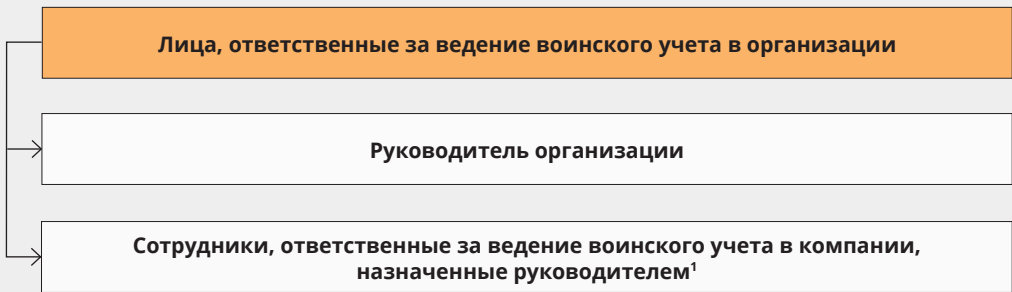 Лица, ответственные за ведение воинского учета в организации
Руководитель организации
Сотрудники, ответственные за ведение воинского учета в компании,
назначенные руководителем¹